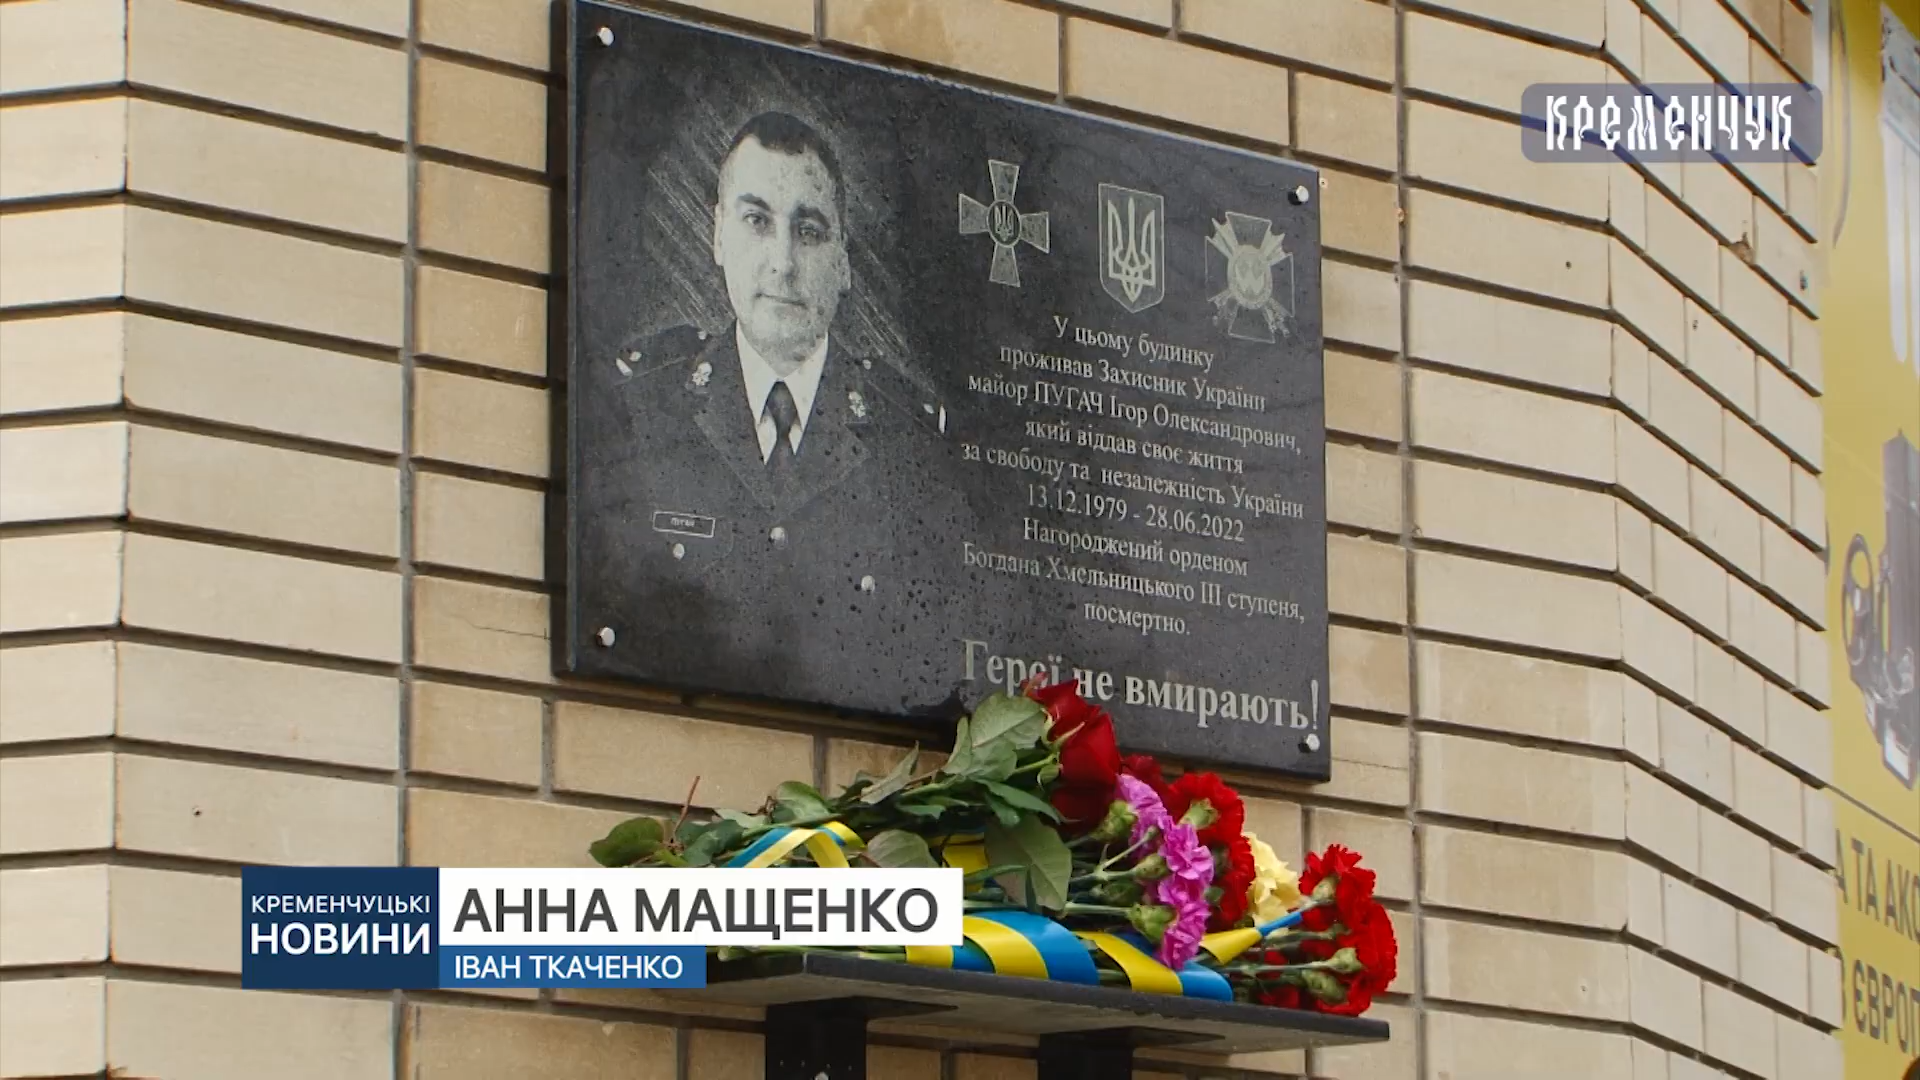 КРЕМЕНЧУК
У цьому будинку
проживав Захисник України
майор ПУГАЧ Ігор Олександрович,
який віддав своє життя
за свободу та незалежність України
13.12.1979 - 28.06.2022
Нагороджений орденом
Богдана Хмельницького III ступеня,
посмертно.
Герої не вмирають!
ПУГАЧ
КРЕМЕНЧУЦЬКІ
НОВИНИ
АННА МАЩЕНКО
ІВАН ТКАЧЕНКО
ТА